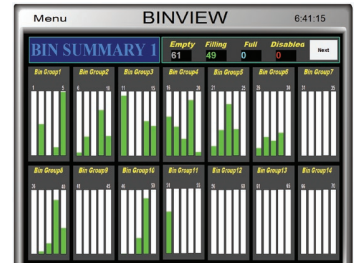 Menu BINVIEW 6:41:15
BIN SUMMARY 1 Empty Filling Full Disabled Next
61 49 0 0
Bin Group1 Bin Group2 Bin Group3 Bin Group4 Bin Group5 Bin Group6 Bin Group7
Bin Group8 Bin Group9 Bin Group10 Bin Group11 Bin Group12 Bin Group13 Bin Group14